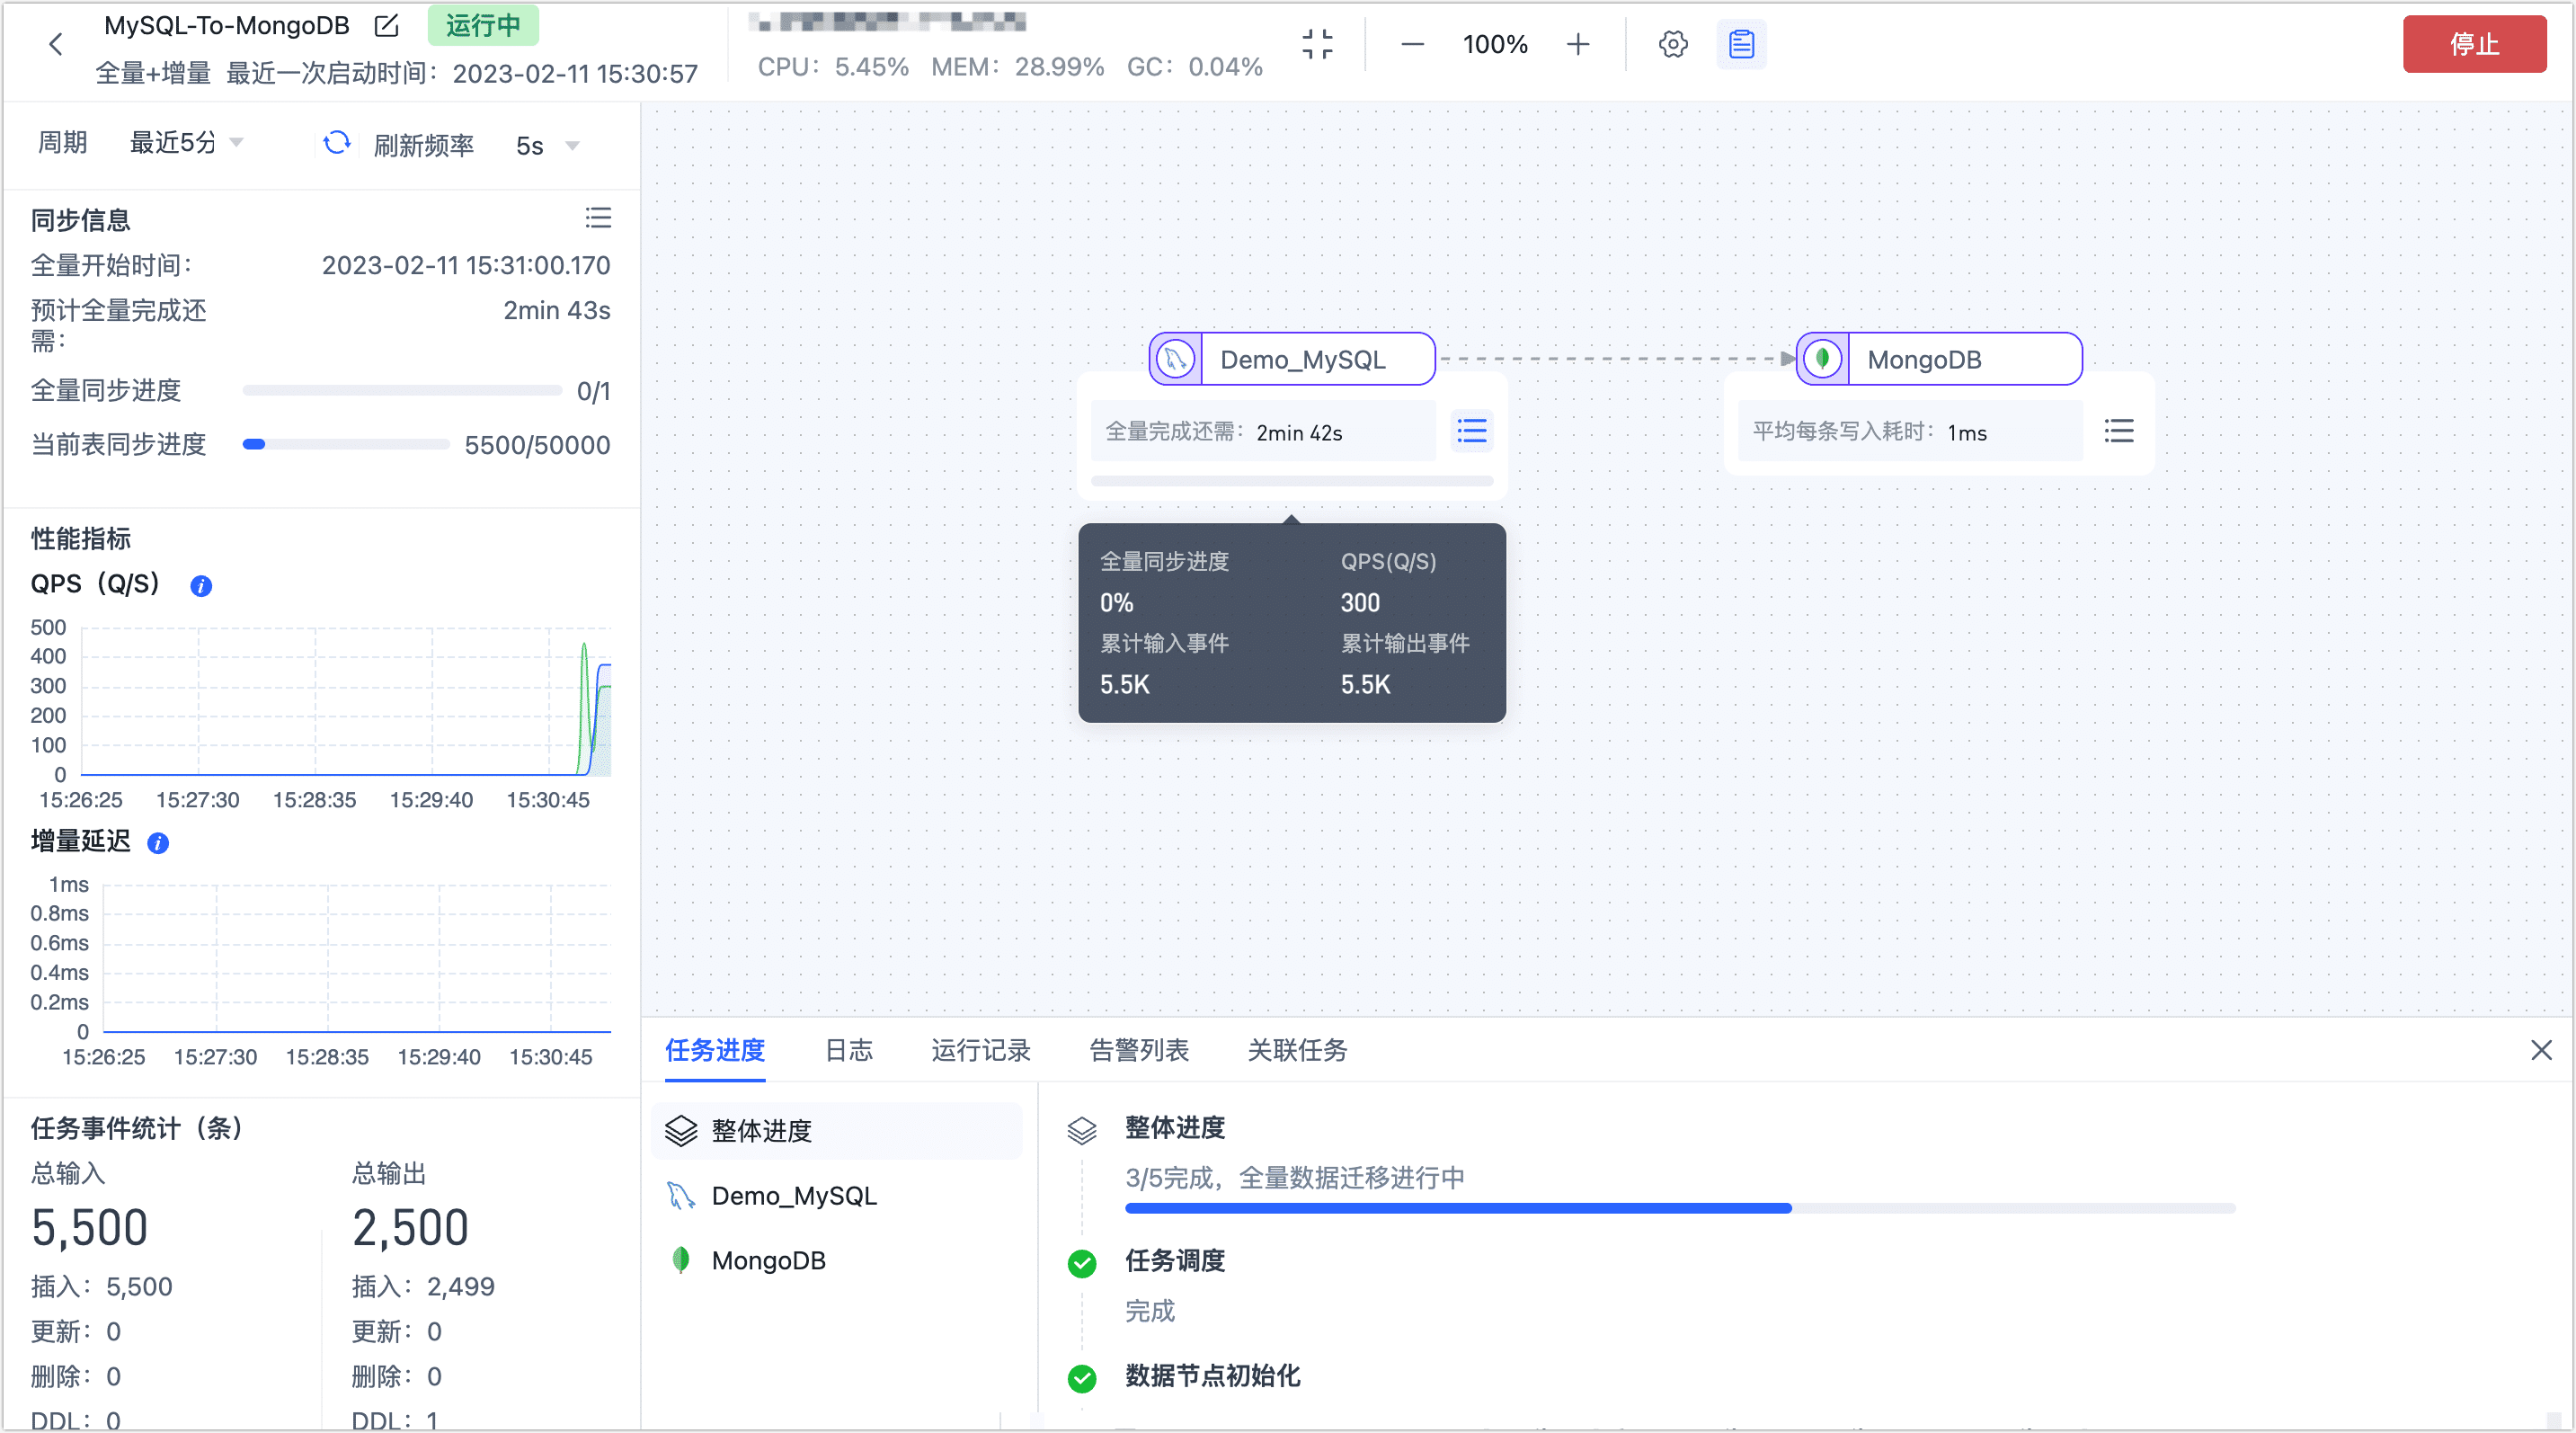 MySQL-To-MongoDB 运行中
全量+增量 最近一次启动时间：2023-02-11 15:30:57
CPU：5.45% MEM：28.99% GC：0.04%
100%
停止
周期 最近5分 刷新频率 5s
同步信息
全量开始时间： 2023-02-11 15:31:00.170
预计全量完成还 2min 43s
需：
全量同步进度 0/1
当前表同步进度 5500/50000
性能指标
QPS（Q/S）
500
400
300
200
100
0
15:26:25 15:27:30 15:28:35 15:29:40 15:30:45
增量延迟
1ms
0.8ms
0.6ms
0.4ms
0.2ms
0
15:26:25 15:27:30 15:28:35 15:29:40 15:30:45
任务事件统计（条）
总输入 总输出
5,500 2,500
插入：5,500 插入：2,499
更新：0 更新：0
删除：0 删除：0
DDL：0 DDL：1
Demo_MySQL
全量完成还需：2min 42s
MongoDB
平均每条写入耗时：1ms
全量同步进度 QPS(Q/S)
0% 300
累计输入事件 累计输出事件
5.5K 5.5K
任务进度 日志 运行记录 告警列表 关联任务
整体进度
Demo_MySQL
MongoDB
整体进度
3/5完成，全量数据迁移进行中
任务调度
完成
数据节点初始化